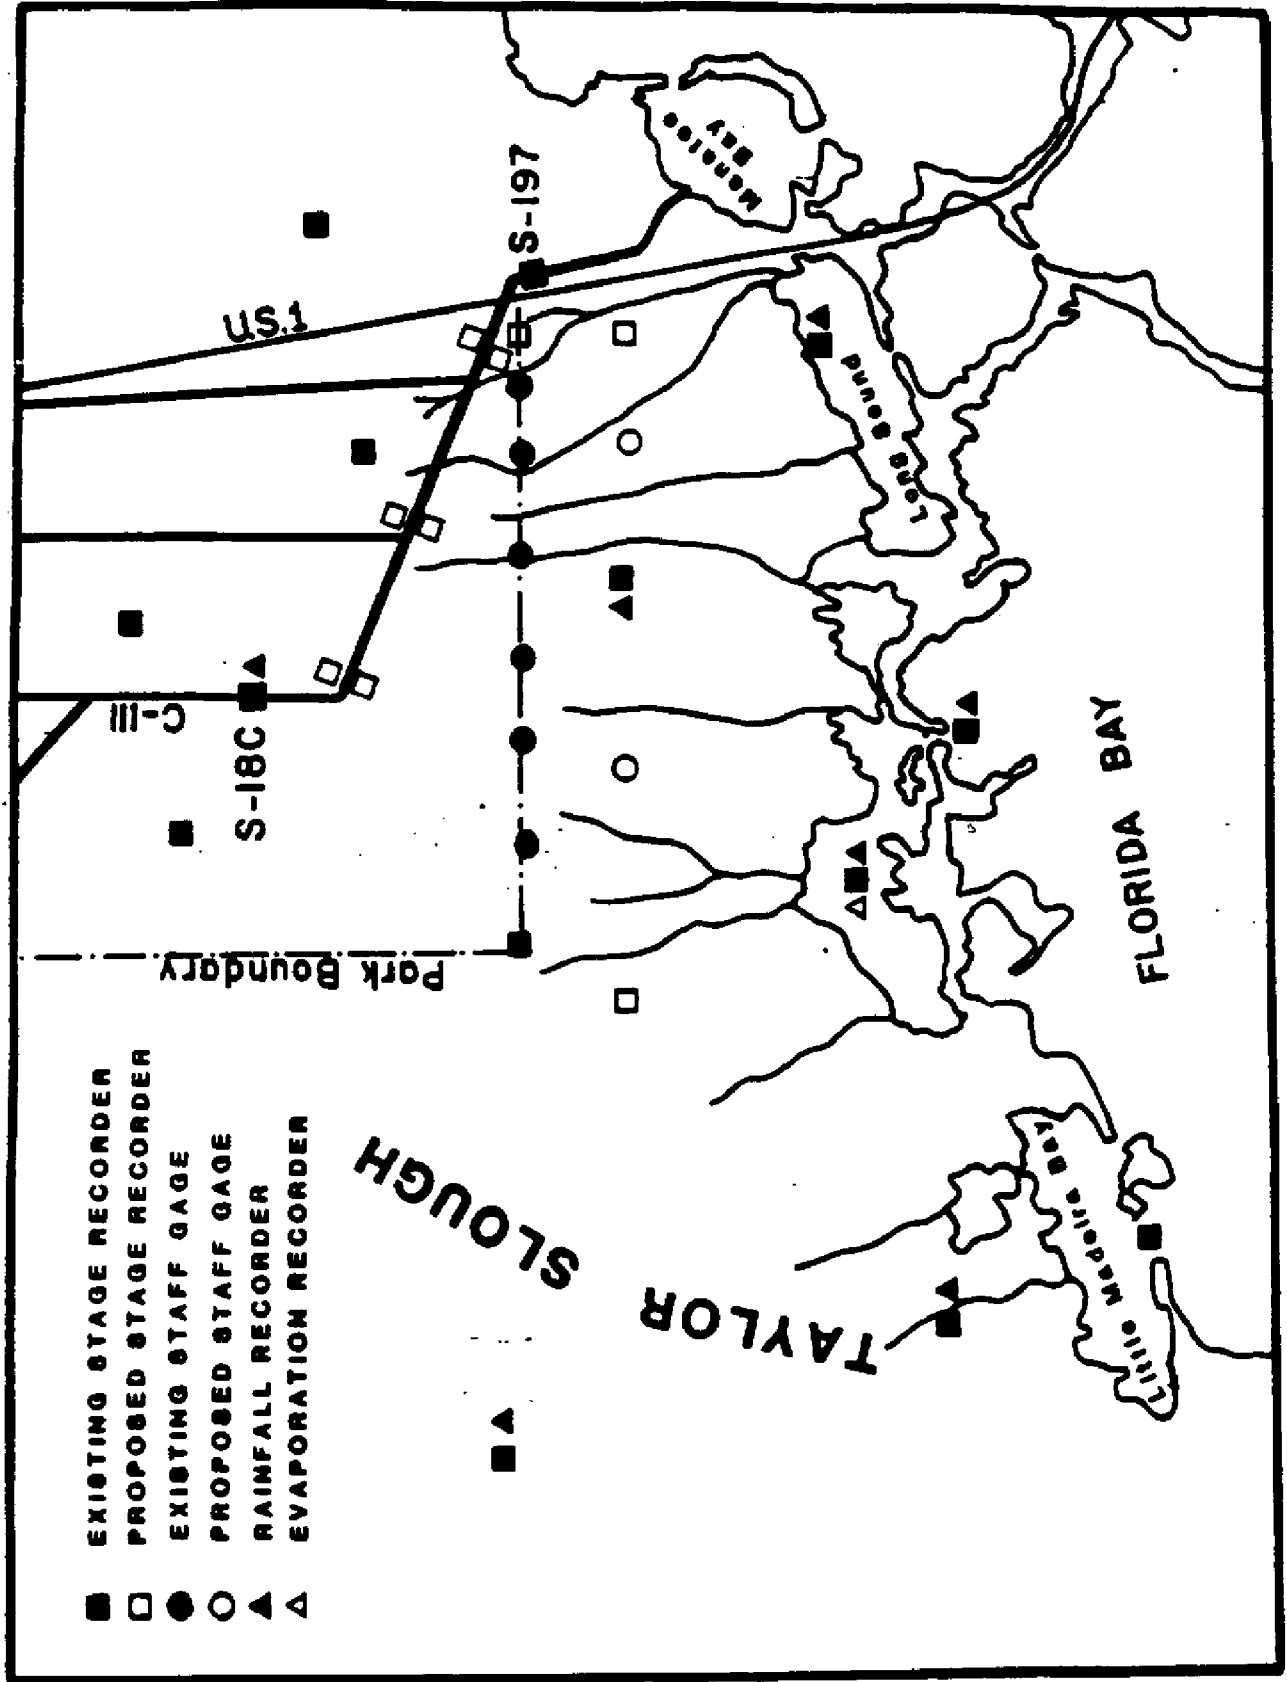 EXISTING STAGE RECORDER
PROPOSED STAGE RECORDER
EXISTING STAFF GAGE
PROPOSED STAFF GAGE
RAINFALL RECORDER
EVAPORATION RECORDER
Park Boundary
S-18C
C-111
U.S.1
S-197
Manatee
Bay
Long Sound
TAYLOR
SLOUGH
Little Madeira Bay
FLORIDA BAY